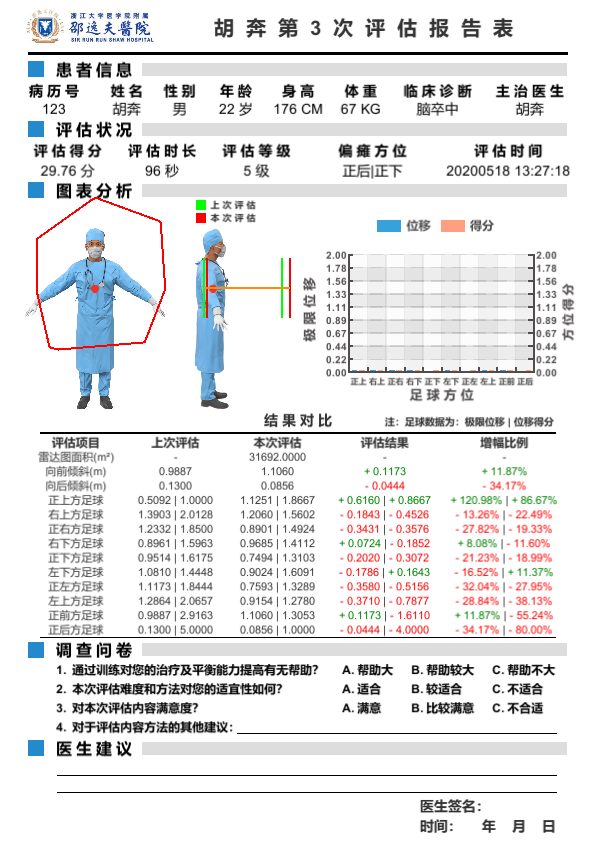 浙江大学医学院附属
邵逸夫醫院
SIR RUN RUN SHAW HOSPITAL
胡奔第3次评估报告表
患者信息
病历号 姓名 性别 年龄 身高 体重 临床诊断 主治医生
123 胡奔 男 22 岁 176 CM 67 KG 脑卒中 胡奔
评估状况
评估得分 评估时长 评估等级 偏瘫方位 评估时间
29.76 分 96 秒 5 级 正后|正下 20200518 13:27:18
图表分析
上次评估
本次评估
位移 得分
极限位移
2.00 2.00
1.78 1.78
1.56 1.56
1.33 1.33
1.11 1.11
0.89 0.89
0.67 0.67
0.44 0.44
0.22 0.22
0.00 0.00
方位得分
正上 右上 正右 右下 正下 左下 正左 左上 正前 正后
足球方位
结果对比 注：足球数据为：极限位移 | 位移得分
评估项目 上次评估 本次评估 评估结果 增幅比例
雷达图面积(m²) - 31692.0000 - -
向前倾斜(m) 0.9887 1.1060 + 0.1173 + 11.87%
向后倾斜(m) 0.1300 0.0856 - 0.0444 - 34.17%
正上方足球 0.5092 | 1.0000 1.1251 | 1.8667 + 0.6160 | + 0.8667 + 120.98% | + 86.67%
右上方足球 1.3903 | 2.0128 1.2060 | 1.5602 - 0.1843 | - 0.4526 - 13.26% | - 22.49%
正右方足球 1.2332 | 1.8500 0.8901 | 1.4924 - 0.3431 | - 0.3576 - 27.82% | - 19.33%
右下方足球 0.8961 | 1.5963 0.9685 | 1.4112 + 0.0724 | - 0.1852 + 8.08% | - 11.60%
正下方足球 0.9514 | 1.6175 0.7494 | 1.3103 - 0.2020 | - 0.3072 - 21.23% | - 18.99%
左下方足球 1.0810 | 1.4448 0.9024 | 1.6091 - 0.1786 | + 0.1643 - 16.52% | + 11.37%
正左方足球 1.1173 | 1.8444 0.7593 | 1.3289 - 0.3580 | - 0.5156 - 32.04% | - 27.95%
左上方足球 1.2864 | 2.0657 0.9154 | 1.2780 - 0.3710 | - 0.7877 - 28.84% | - 38.13%
正前方足球 0.9887 | 2.9163 1.1060 | 1.3053 + 0.1173 | - 1.6110 + 11.87% | - 55.24%
正后方足球 0.1300 | 5.0000 0.0856 | 1.0000 - 0.0444 | - 4.0000 - 34.17% | - 80.00%
调查问卷
1. 通过训练对您的治疗及平衡能力提高有无帮助? A. 帮助大 B. 帮助较大 C. 帮助不大
2. 本次评估难度和方法对您的适宜性如何? A. 适合 B. 较适合 C. 不适合
3. 对本次评估内容满意度? A. 满意 B. 比较满意 C. 不合适
4. 对于评估内容方法的其他建议:
医生建议
医生签名:
时间: 年 月 日